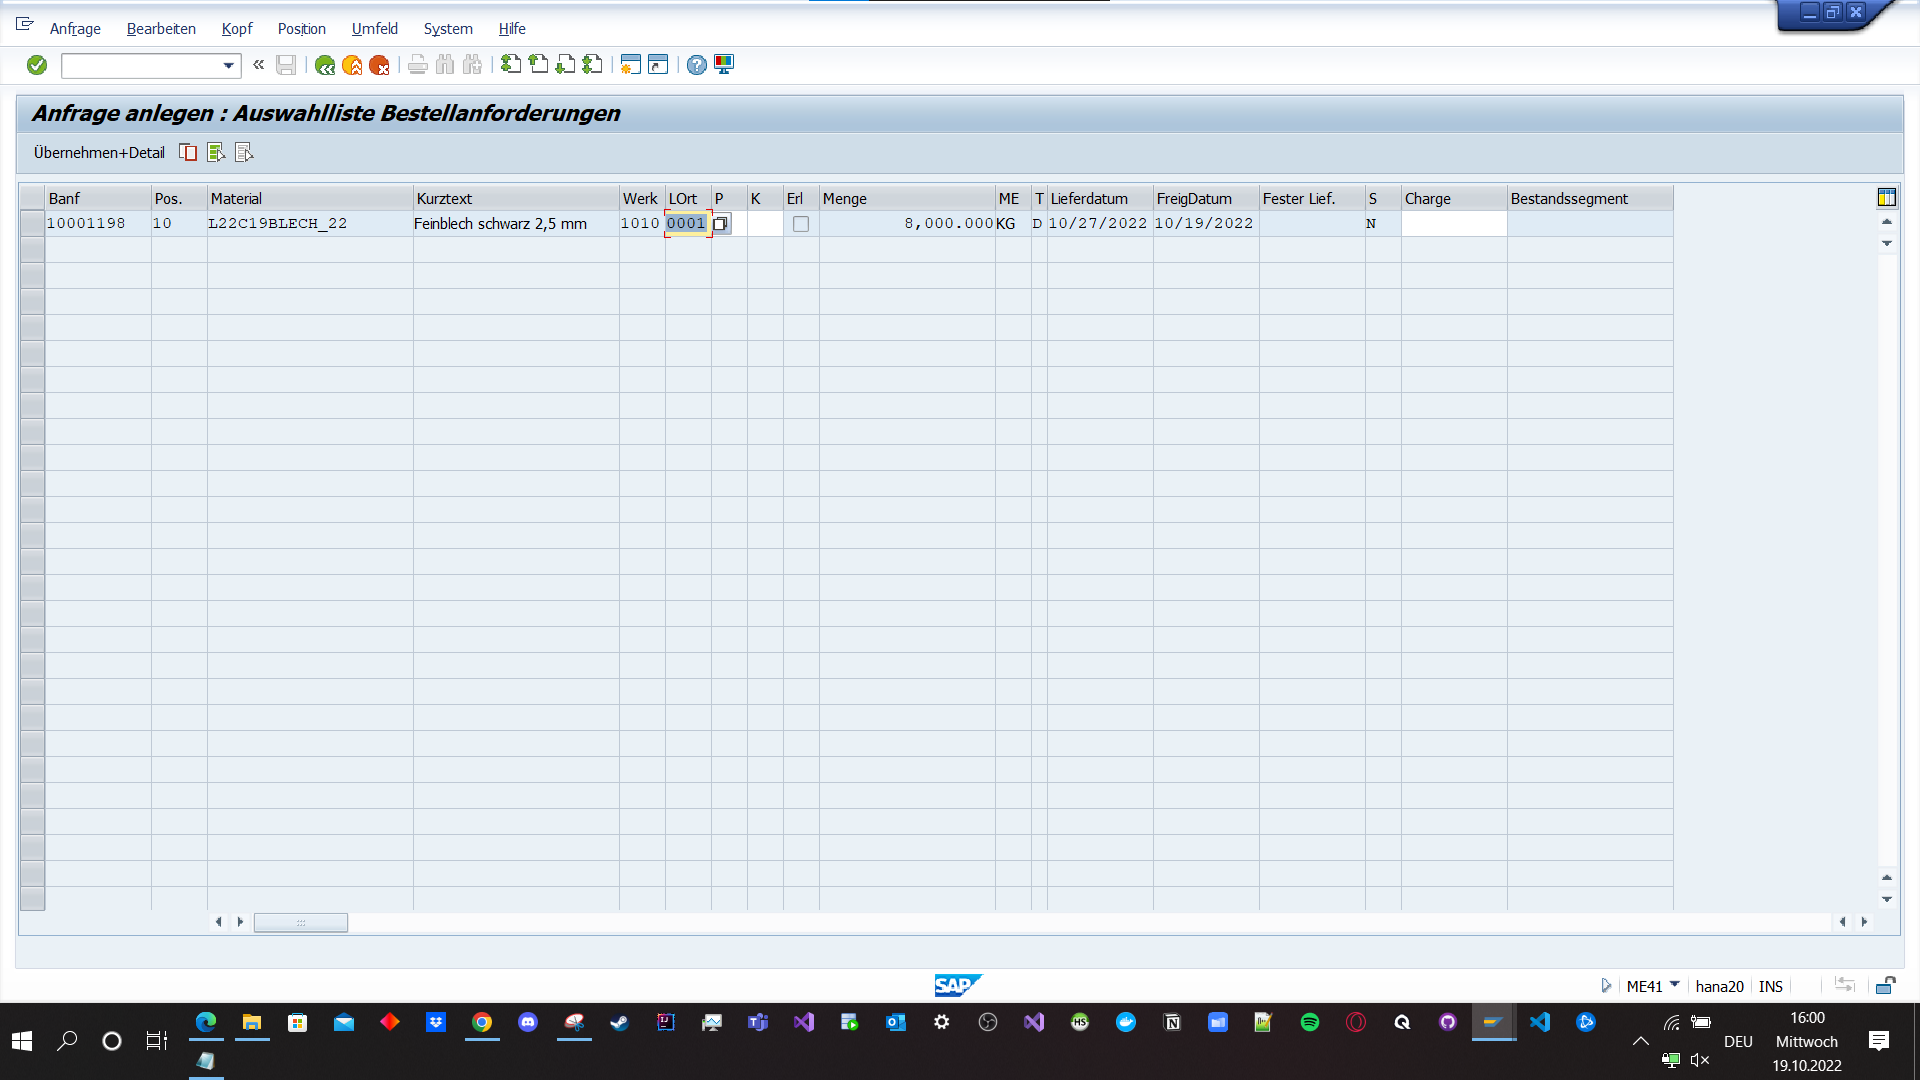 Anfrage Bearbeiten Kopf Position Umfeld System Hilfe
Anfrage anlegen : Auswahlliste Bestellanforderungen
Übernehmen+Detail
Banf Pos. Material Kurztext Werk LOrt P K Erl Menge ME T Lieferdatum FreigDatum Fester Lief. S Charge Bestandssegment
10001198 10 L22C19BLECH_22 Feinblech schwarz 2,5 mm 1010 0001 8,000.000 KG D 10/27/2022 10/19/2022 N
SAP ME41 hana20 INS
16:00
DEU Mittwoch
19.10.2022